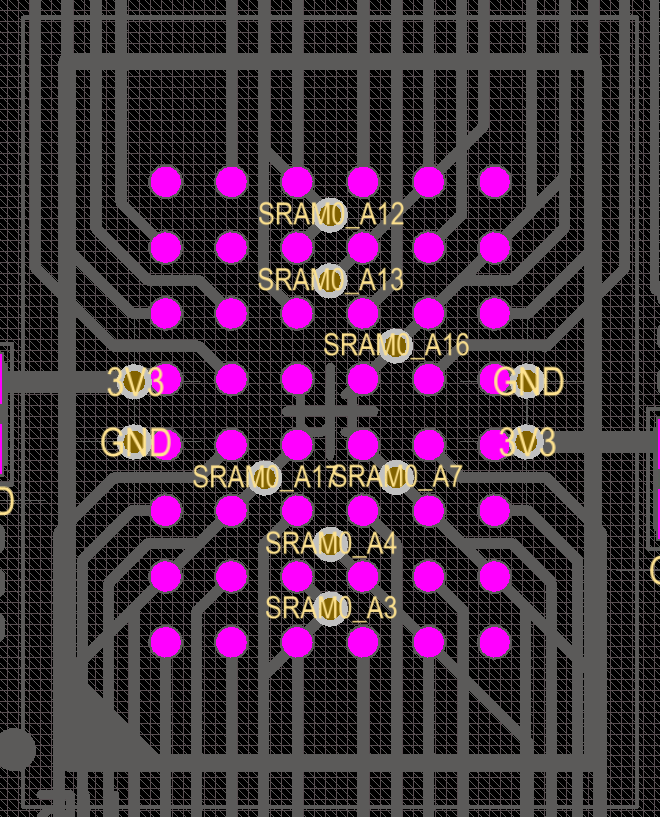 SRAM0_A12
SRAM0_A13
SRAM0_A16
3V3 GND
GND 3V3
SRAM0_A17 SRAM0_A7
SRAM0_A4
SRAM0_A3